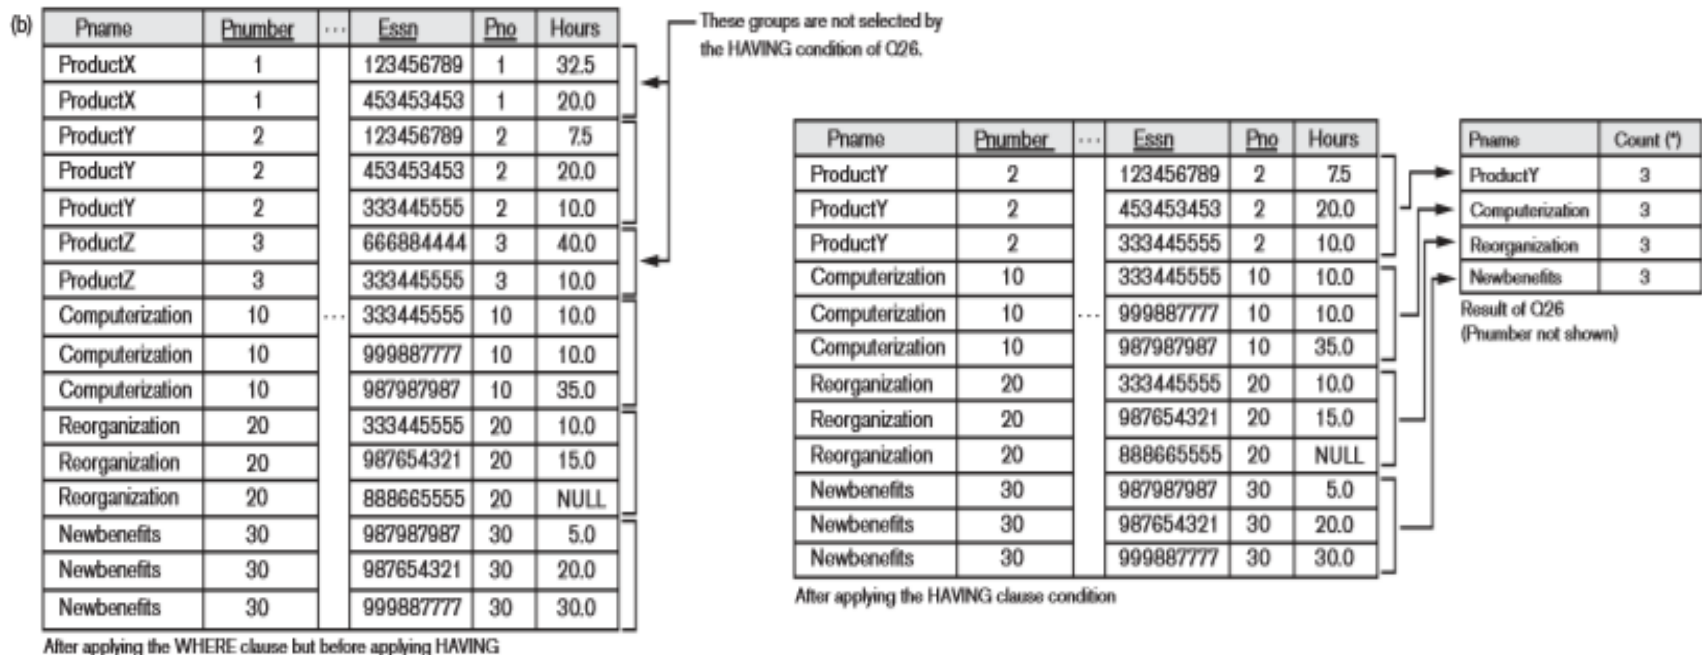 (b)
Pname Pnumber ... Essn Pno Hours
ProductX 1 123456789 1 32.5
ProductX 1 453453453 1 20.0
ProductY 2 123456789 2 7.5
ProductY 2 453453453 2 20.0
ProductY 2 333445555 2 10.0
ProductZ 3 666884444 3 40.0
ProductZ 3 333445555 3 10.0
Computerization 10 ... 333445555 10 10.0
Computerization 10 999887777 10 10.0
Computerization 10 987987987 10 35.0
Reorganization 20 333445555 20 10.0
Reorganization 20 987654321 20 15.0
Reorganization 20 888665555 20 NULL
Newbenefits 30 987987987 30 5.0
Newbenefits 30 987654321 30 20.0
Newbenefits 30 999887777 30 30.0
After applying the WHERE clause but before applying HAVING
These groups are not selected by
the HAVING condition of Q26.
Pname Pnumber ... Essn Pno Hours
ProductY 2 123456789 2 7.5
ProductY 2 453453453 2 20.0
ProductY 2 333445555 2 10.0
Computerization 10 333445555 10 10.0
Computerization 10 ... 999887777 10 10.0
Computerization 10 987987987 10 35.0
Reorganization 20 333445555 20 10.0
Reorganization 20 987654321 20 15.0
Reorganization 20 888665555 20 NULL
Newbenefits 30 987987987 30 5.0
Newbenefits 30 987654321 30 20.0
Newbenefits 30 999887777 30 30.0
After applying the HAVING clause condition
Pname Count (*)
ProductY 3
Computerization 3
Reorganization 3
Newbenefits 3
Result of Q26
(Pnumber not shown)